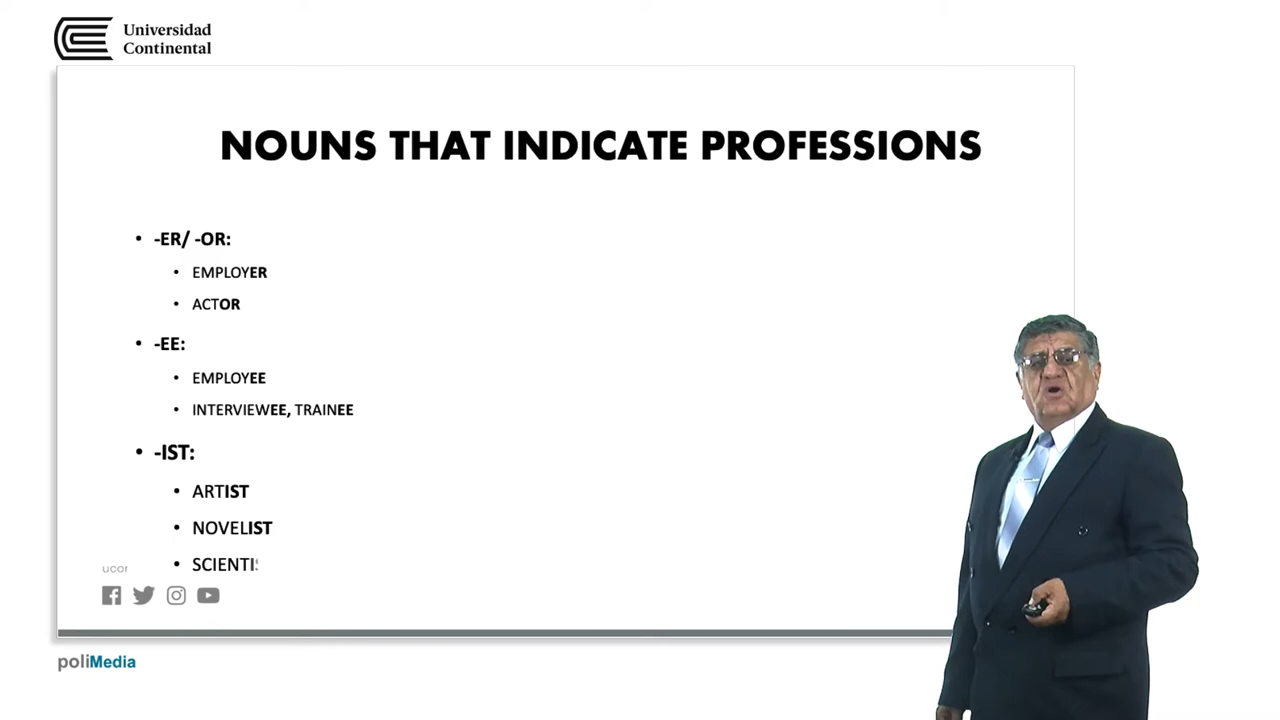 Universidad
Continental
NOUNS THAT INDICATE PROFESSIONS
• -ER/ -OR:
• EMPLOYER
• ACTOR
• -EE:
• EMPLOYEE
• INTERVIEWEE, TRAINEE
• -IST:
• ARTIST
• NOVELIST
poliMedia